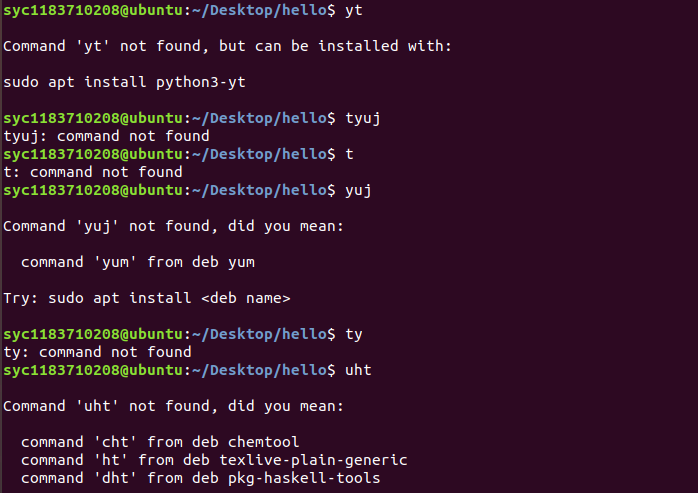 syc1183710208@ubuntu:~/Desktop/hello$ yt
Command 'yt' not found, but can be installed with:
sudo apt install python3-yt
syc1183710208@ubuntu:~/Desktop/hello$ tyuj
tyuj: command not found
syc1183710208@ubuntu:~/Desktop/hello$ t
t: command not found
syc1183710208@ubuntu:~/Desktop/hello$ yuj
Command 'yuj' not found, did you mean:
  command 'yum' from deb yum
Try: sudo apt install <deb name>
syc1183710208@ubuntu:~/Desktop/hello$ ty
ty: command not found
syc1183710208@ubuntu:~/Desktop/hello$ uht
Command 'uht' not found, did you mean:
  command 'cht' from deb chemtool
  command 'ht' from deb texlive-plain-generic
  command 'dht' from deb pkg-haskell-tools